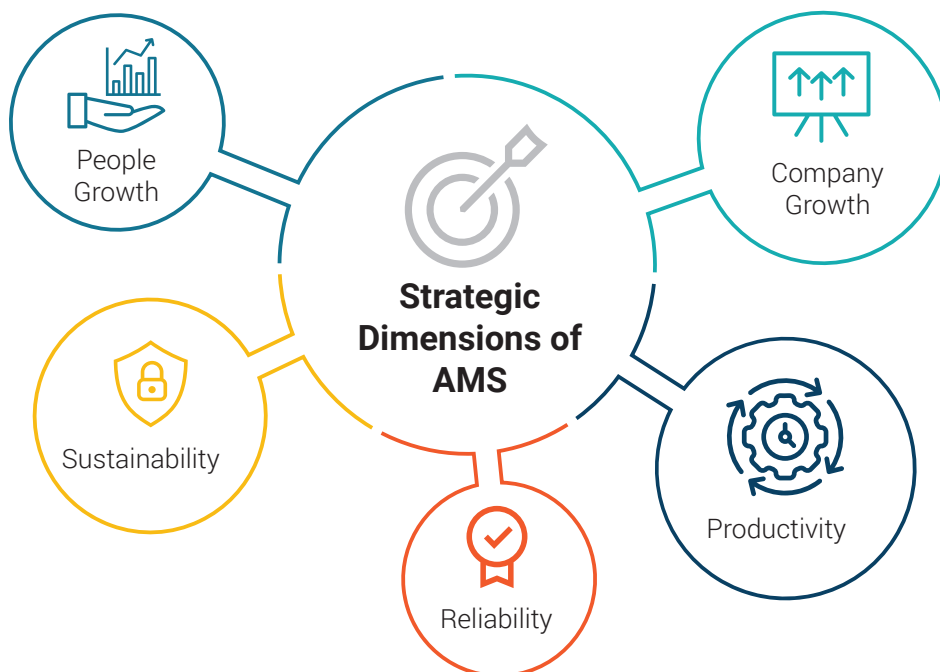 People
Growth
Company
Growth
Strategic
Dimensions of
AMS
Sustainability
Productivity
Reliability